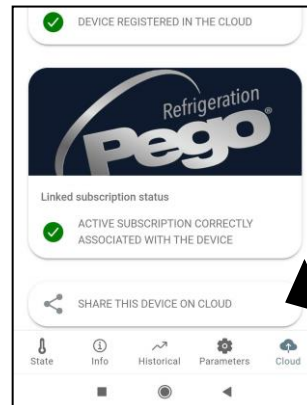 DEVICE REGISTERED IN THE CLOUD
Refrigeration
Pego
Linked subscription status
ACTIVE SUBSCRIPTION CORRECTLY
ASSOCIATED WITH THE DEVICE
SHARE THIS DEVICE ON CLOUD
State Info Historical Parameters Cloud